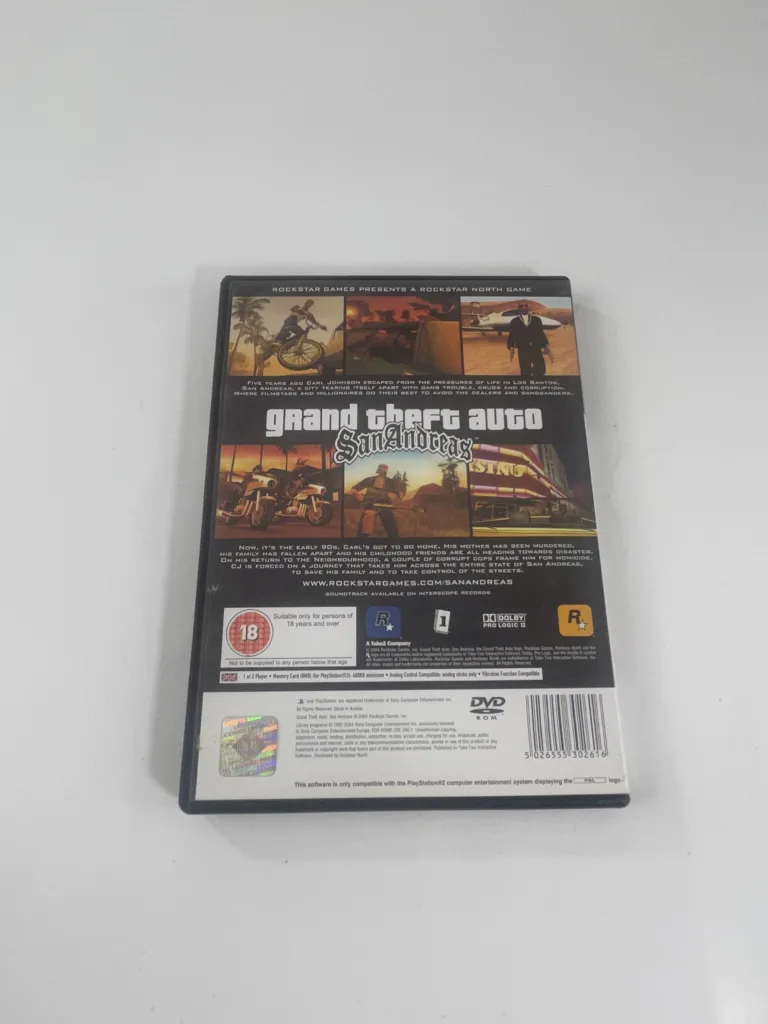 ROCKSTAR GAMES PRESENTS A ROCKSTAR NORTH GAME
FIVE YEARS AGO CARL JOHNSON ESCAPED FROM THE PRESSURES OF LIFE IN LOS SANTOS,
SAN ANDREAS, A CITY TEARING ITSELF APART WITH GANG TROUBLE, DRUGS AND CORRUPTION.
WHERE FILMSTARS AND MILLIONAIRES DO THEIR BEST TO AVOID THE DEALERS AND GANGBANGERS.
grand theft auto
San Andreas
NOW, IT'S THE EARLY 90S. CARL'S GOT TO GO HOME. HIS MOTHER HAS BEEN MURDERED,
HIS FAMILY HAS FALLEN APART AND HIS CHILDHOOD FRIENDS ARE ALL HEADING TOWARDS DISASTER.
ON HIS RETURN TO THE NEIGHBOURHOOD, A COUPLE OF CORRUPT COPS FRAME HIM FOR HOMICIDE.
CJ IS FORCED ON A JOURNEY THAT TAKES HIM ACROSS THE ENTIRE STATE OF SAN ANDREAS,
TO SAVE HIS FAMILY AND TO TAKE CONTROL OF THE STREETS.
WWW.ROCKSTARGAMES.COM/SANANDREAS
SOUNDTRACK AVAILABLE ON INTERSCOPE RECORDS
18
Suitable only for persons of
18 years and over
Not to be supplied to any person below that age
R
A Take2 Company
1
DOLBY
PRO LOGIC II
R
1 or 2 Player • Memory Card (8MB) (for PlayStation®2): 400KB minimum • Analog Control Compatible: analog sticks only • Vibration Function Compatible
DVD
ROM
5 026555 302616
This software is only compatible with the PlayStation®2 computer entertainment system displaying the PAL logo